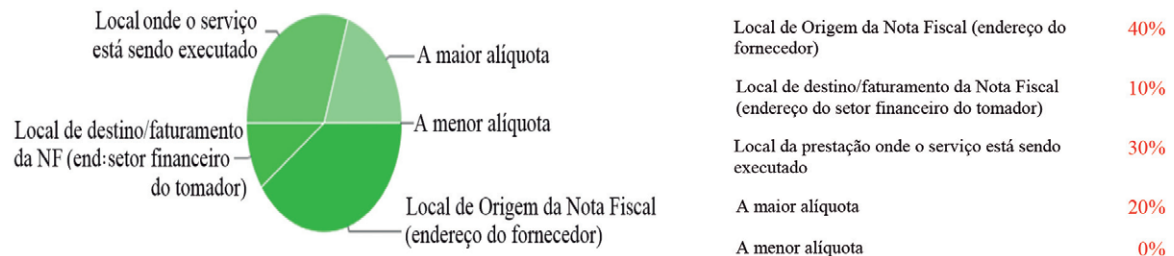 Local onde o serviço
está sendo executado
A maior alíquota
A menor alíquota
Local de destino/faturamento
da NF (end:setor financeiro
do tomador)
Local de Origem da Nota Fiscal
(endereço do fornecedor)
Local de Origem da Nota Fiscal (endereço do 40%
fornecedor)
Local de destino/faturamento da Nota Fiscal 10%
(endereço do setor financeiro do tomador)
Local da prestação onde o serviço está sendo 30%
executado
A maior alíquota 20%
A menor alíquota 0%